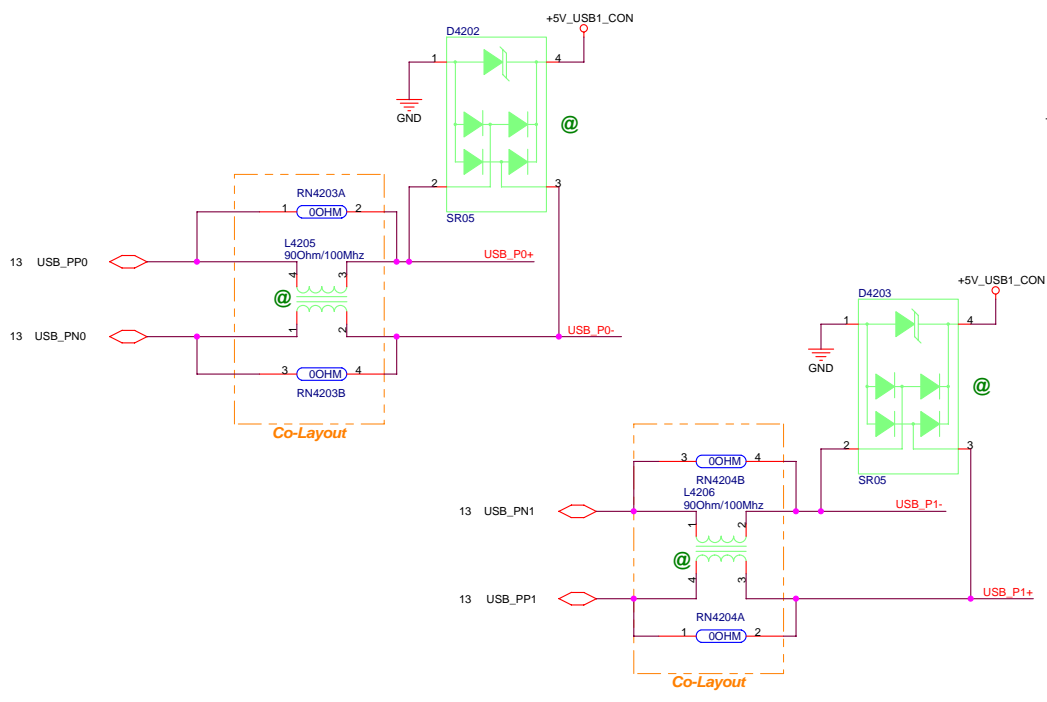 +5V_USB1_CON
D4202
1
4
GND
@
2
3
SR05
RN4203A
1
0OHM
2
L4205
90Ohm/100Mhz
13
USB_PP0
USB_P0+
4
3
@
1
2
13
USB_PN0
USB_P0-
3
0OHM
4
RN4203B
Co-Layout
+5V_USB1_CON
D4203
1
4
GND
@
2
3
SR05
3
0OHM
4
RN4204B
L4206
90Ohm/100Mhz
13
USB_PN1
USB_P1-
1
2
@
4
3
13
USB_PP1
USB_P1+
RN4204A
1
0OHM
2
Co-Layout